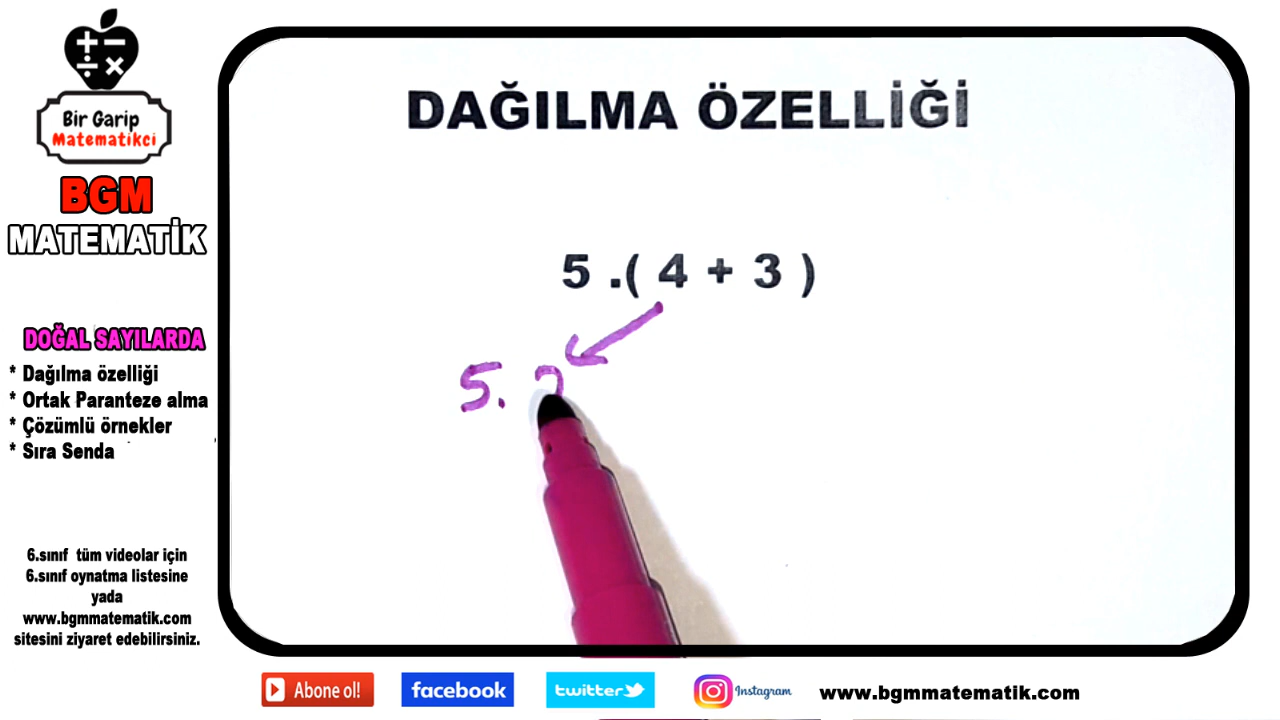 Bir Garip
Matematikci
BGM
MATEMATİK
DOĞAL SAYILARDA
* Dağılma özelliği
* Ortak Paranteze alma
* Çözümlü örnekler
* Sıra Senda
6.sınıf tüm videolar için
6.sınıf oynatma listesine
yada
www.bgmmatematik.com
sitesini ziyaret edebilirsiniz.
DAĞILMA ÖZELLİĞİ
5 .( 4 + 3 )
5.
Abone ol!
facebook
twitter
Instagram
www.bgmmatematik.com